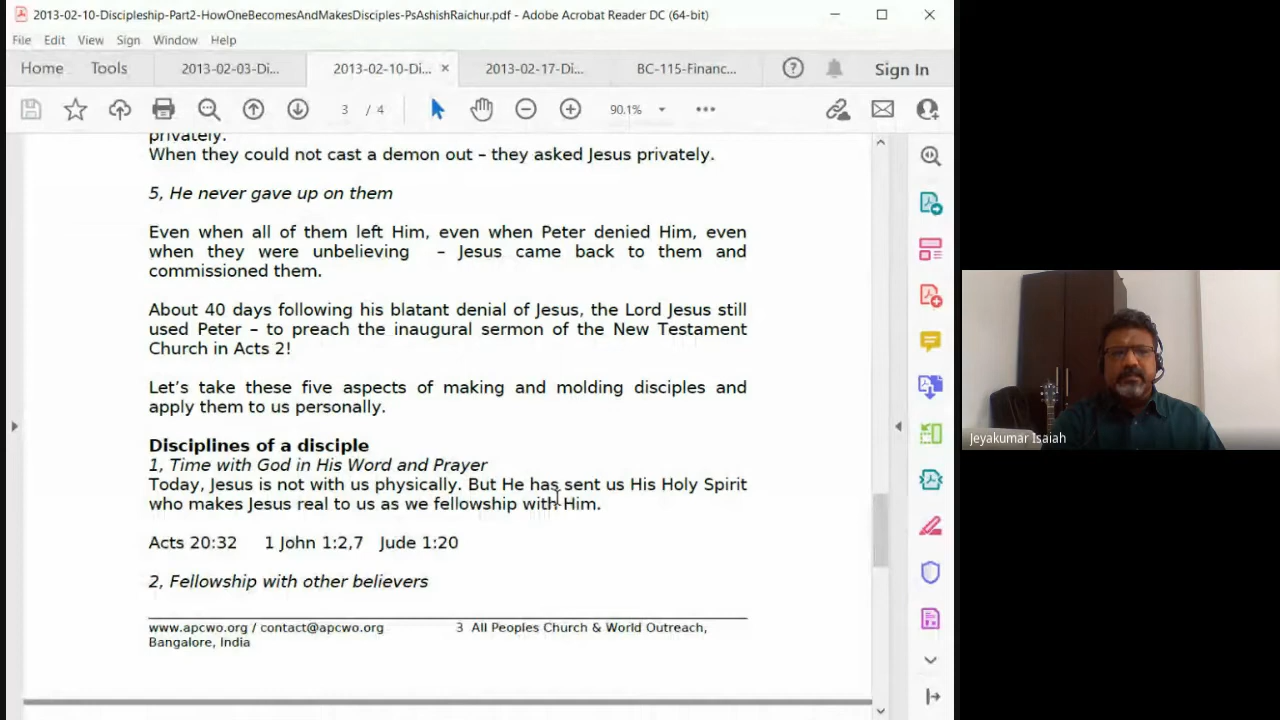 2013-02-10-Discipleship-Part2-HowOneBecomesAndMakesDisciples-PsAshishRaichur.pdf - Adobe Acrobat Reader DC (64-bit)
File Edit View Sign Window Help
Home Tools 2013-02-03-Di... 2013-02-10-Di... 2013-02-17-Di... BC-115-Financ... Sign In
3 / 4 90.1%
privately.
When they could not cast a demon out – they asked Jesus privately.
5, He never gave up on them
Even when all of them left Him, even when Peter denied Him, even
when they were unbelieving – Jesus came back to them and
commissioned them.
About 40 days following his blatant denial of Jesus, the Lord Jesus still
used Peter – to preach the inaugural sermon of the New Testament
Church in Acts 2!
Let’s take these five aspects of making and molding disciples and
apply them to us personally.
Disciplines of a disciple
1, Time with God in His Word and Prayer
Today, Jesus is not with us physically. But He has sent us His Holy Spirit
who makes Jesus real to us as we fellowship with Him.
Acts 20:32 1 John 1:2,7 Jude 1:20
2, Fellowship with other believers
www.apcwo.org / contact@apcwo.org 3 All Peoples Church & World Outreach,
Bangalore, India
Jeyakumar Isaiah